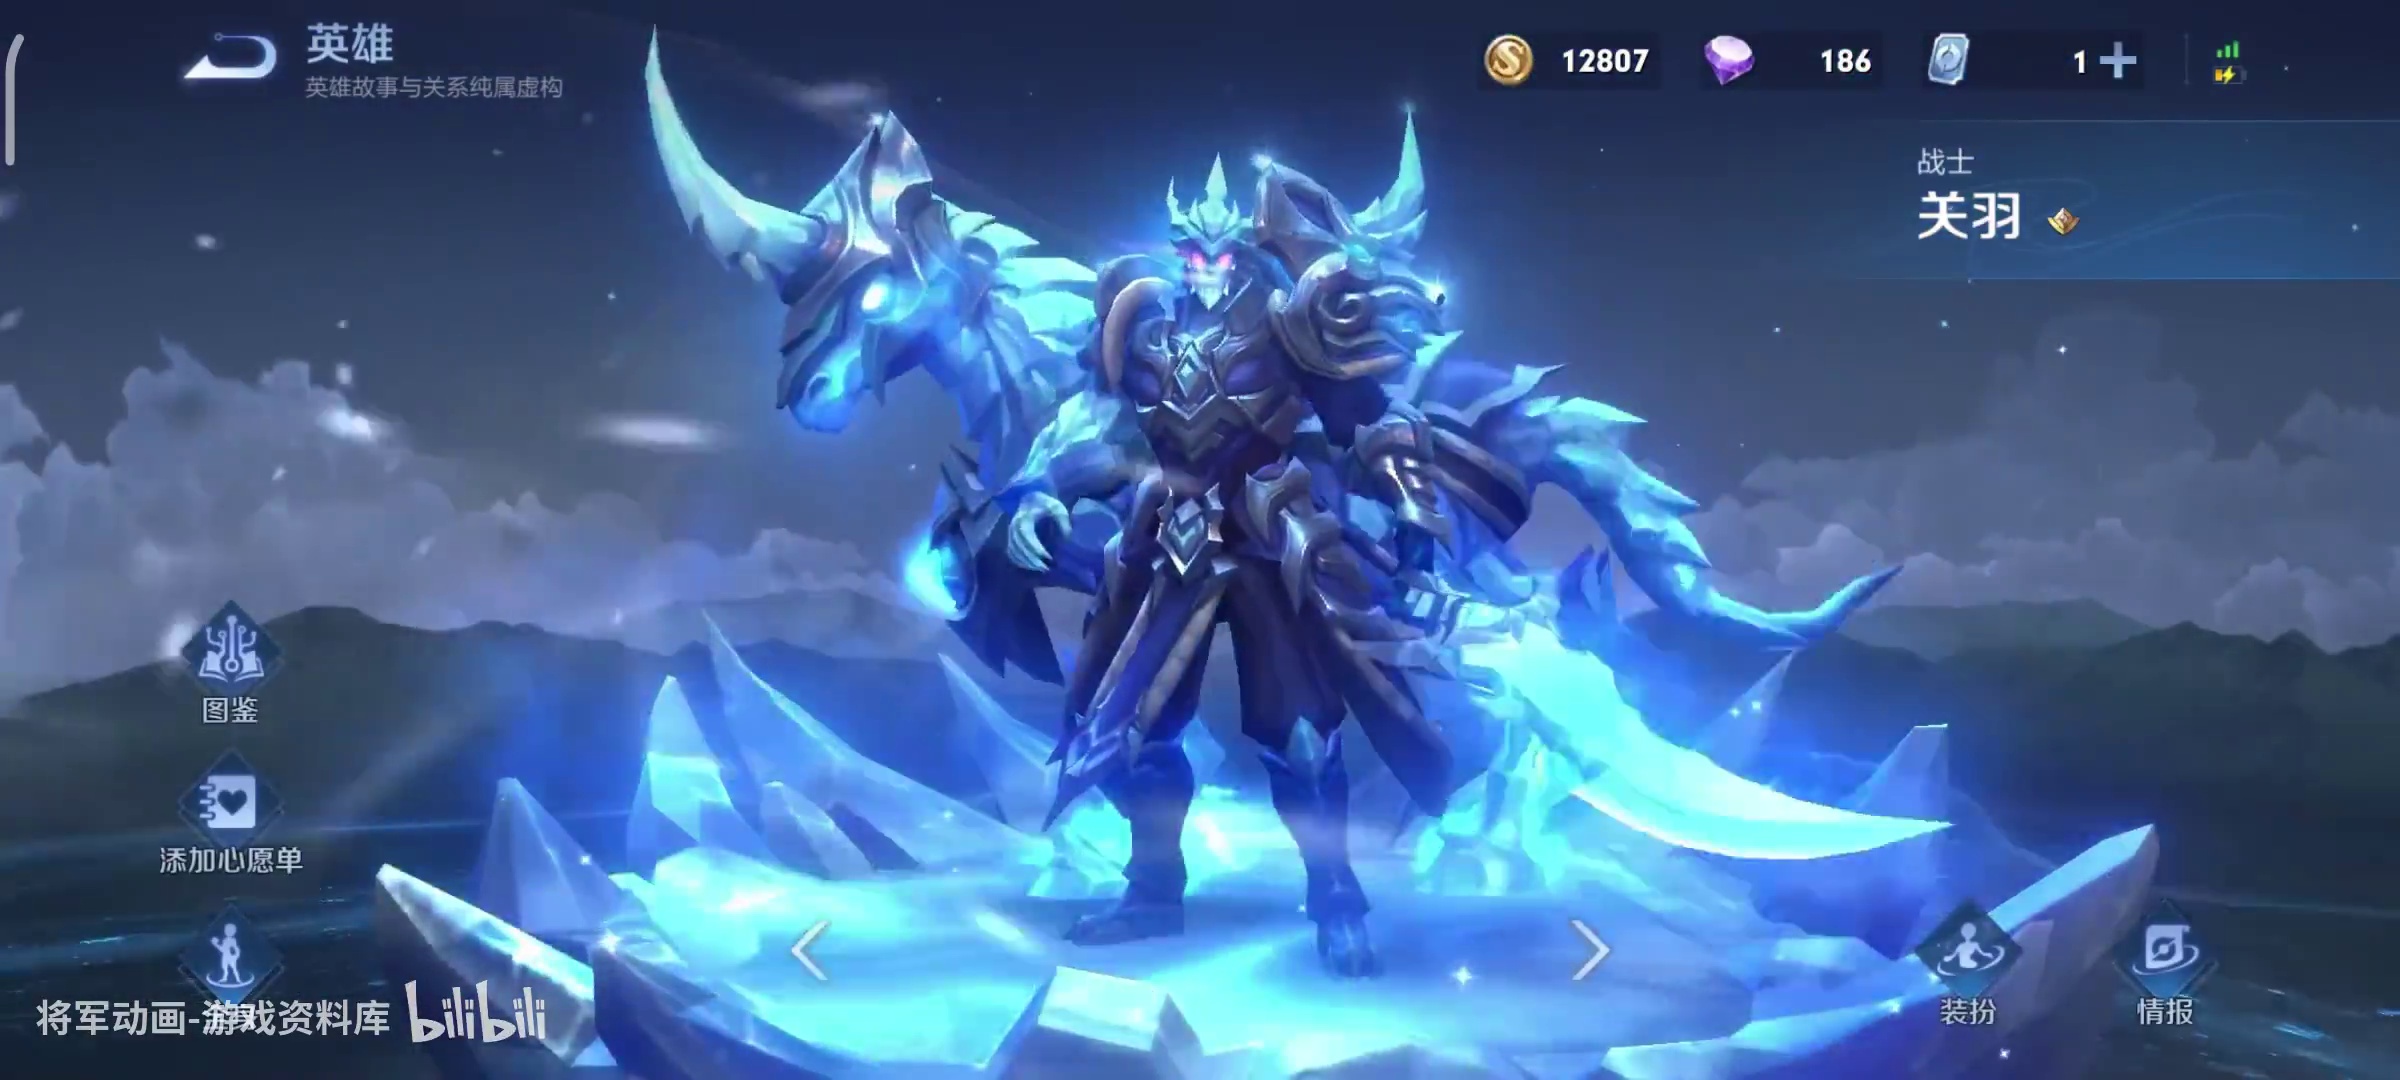 英雄
英雄故事与关系纯属虚构
12807
186
1
战士
关羽
图鉴
添加心愿单
将军动画-游戏资料库 bilibili
装扮
情报